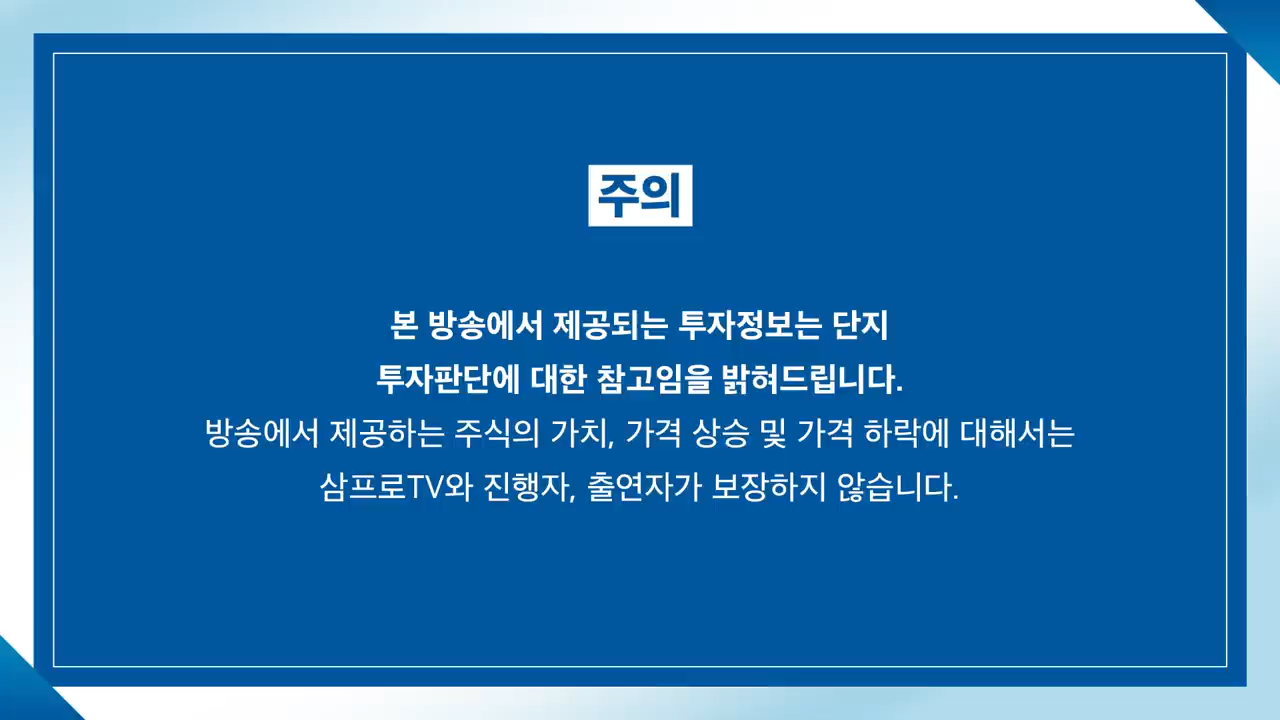 주의
본 방송에서 제공되는 투자정보는 단지
투자판단에 대한 참고임을 밝혀드립니다.
방송에서 제공하는 주식의 가치, 가격 상승 및 가격 하락에 대해서는
삼프로TV와 진행자, 출연자가 보장하지 않습니다.